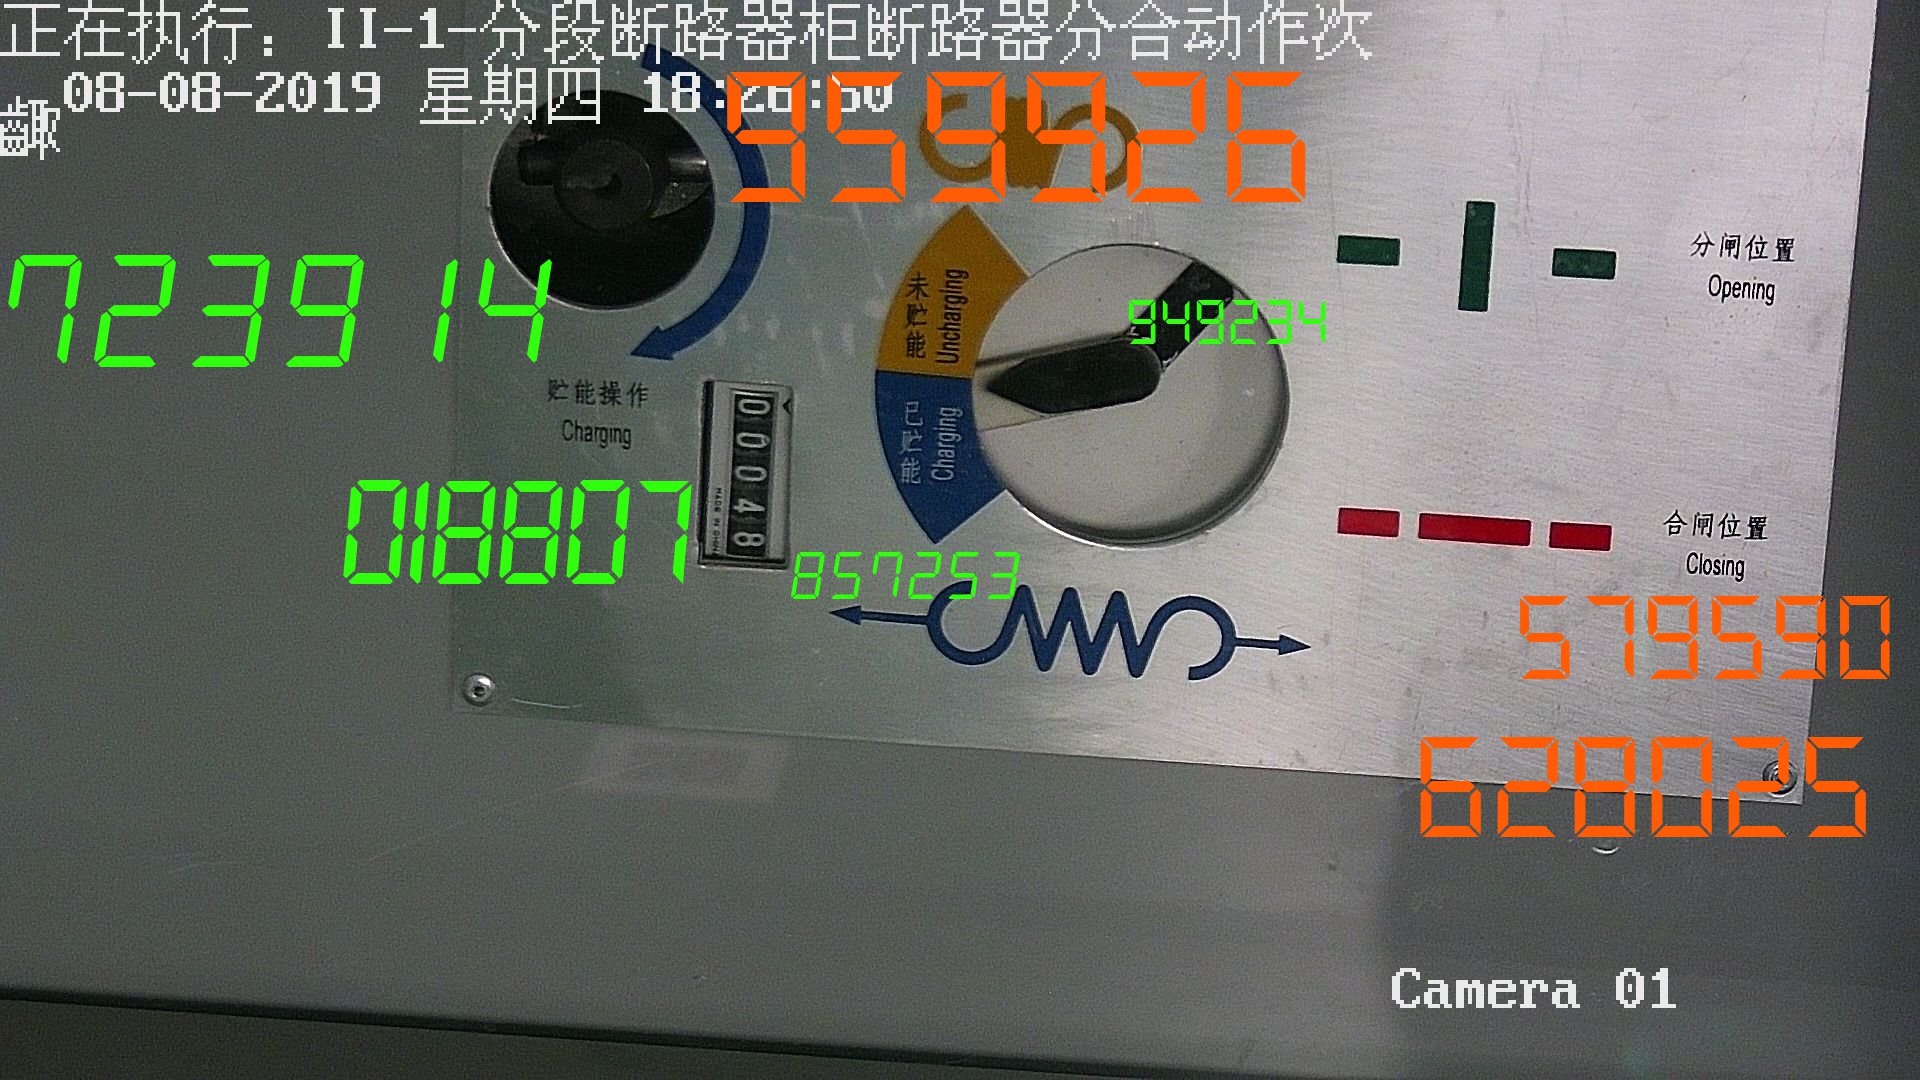 正在执行: II-1-分段断路器柜断路器分合动作次
08-08-2019 星期四
959926
723914
949234
未贮能
Uncharging
已贮能
Charging
分闸位置
Opening
贮能操作
Charging
00048
018807
857253
合闸位置
Closing
579590
628025
Camera 01